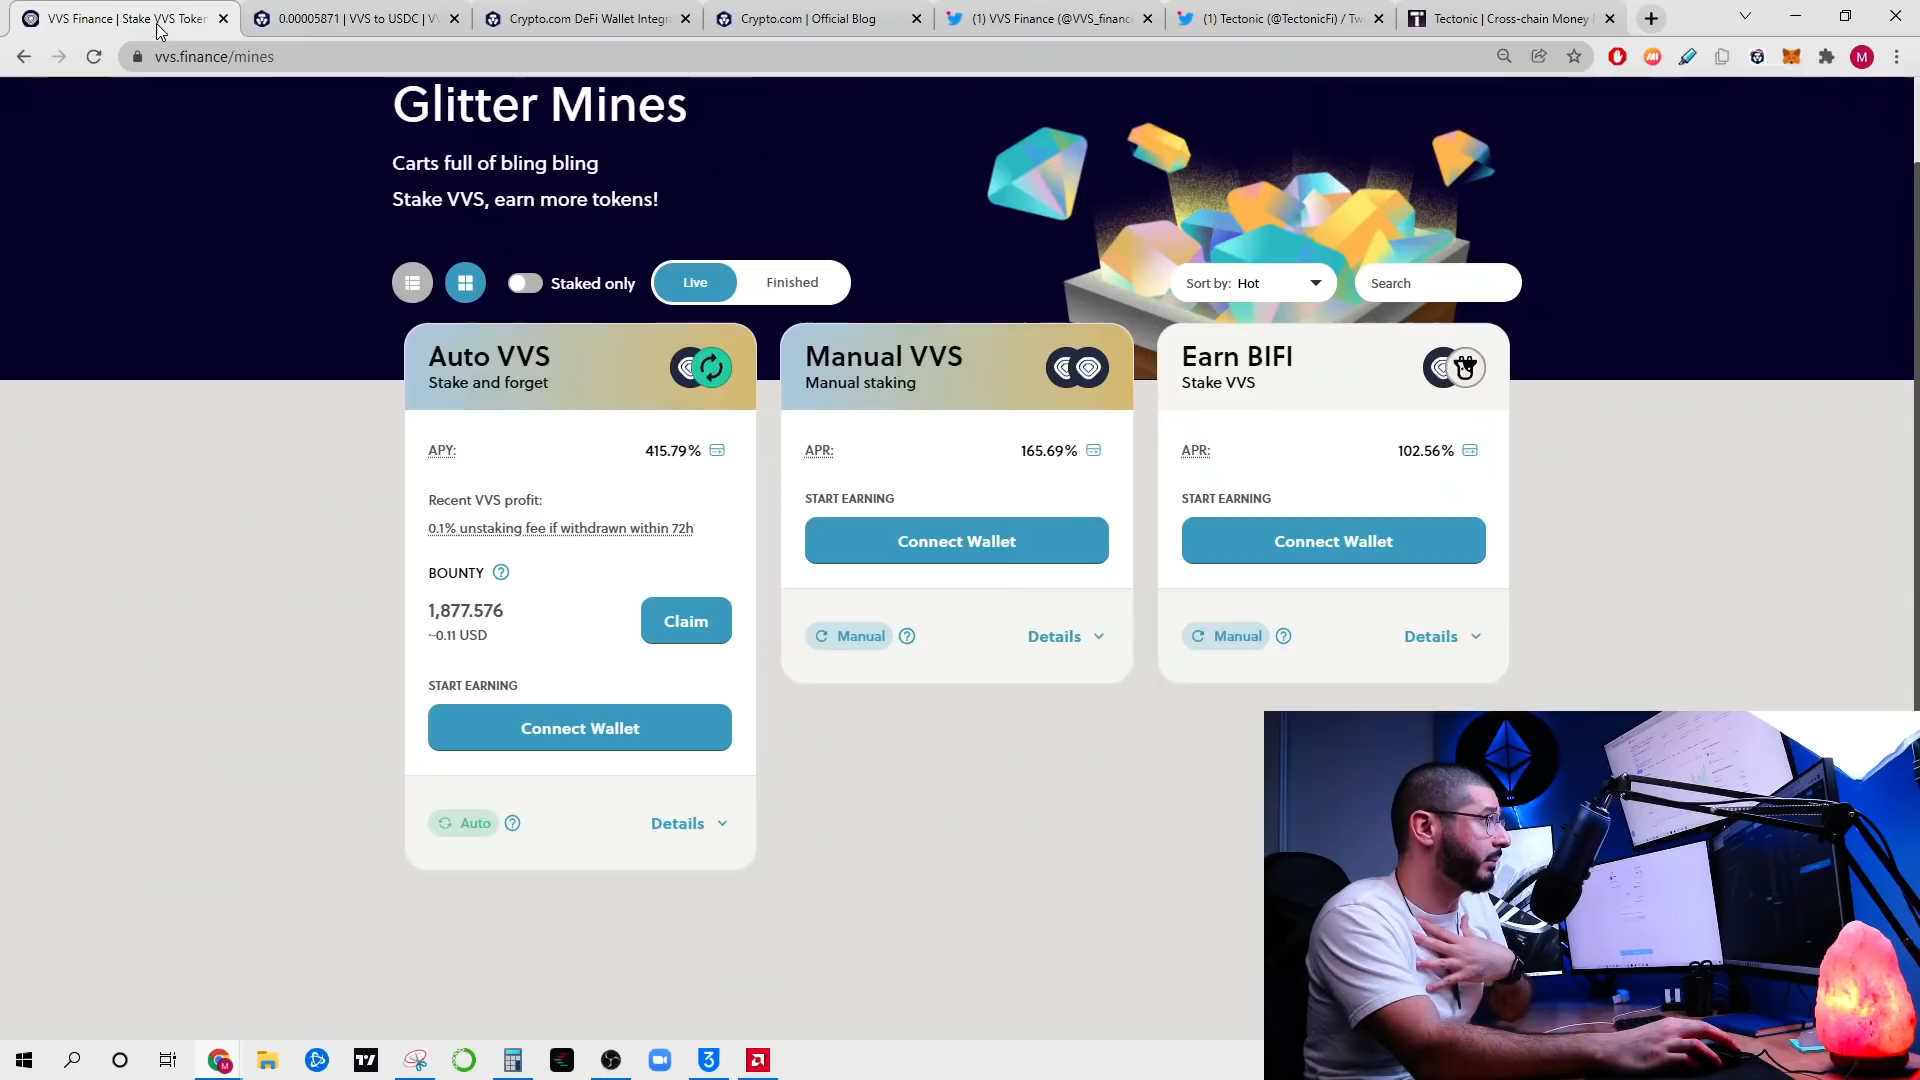 VVS Finance | Stake VVS Token
0.00005871 | VVS to USDC | V
Crypto.com DeFi Wallet Integr
Crypto.com | Official Blog
(1) VVS Finance (@VVS_finance
(1) Tectonic (@TectonicFi) / Tw
Tectonic | Cross-chain Money
vvs.finance/mines
M
Glitter Mines
Carts full of bling bling
Stake VVS, earn more tokens!
Staked only
Live
Finished
Sort by: Hot
Search
Auto VVS
Stake and forget
APY:
415.79%
Recent VVS profit:
0.1% unstaking fee if withdrawn within 72h
BOUNTY
1,877.576
~0.11 USD
Claim
START EARNING
Connect Wallet
Auto
Details
Manual VVS
Manual staking
APR:
165.69%
START EARNING
Connect Wallet
Manual
Details
Earn BIFI
Stake VVS
APR:
102.56%
START EARNING
Connect Wallet
Manual
Details